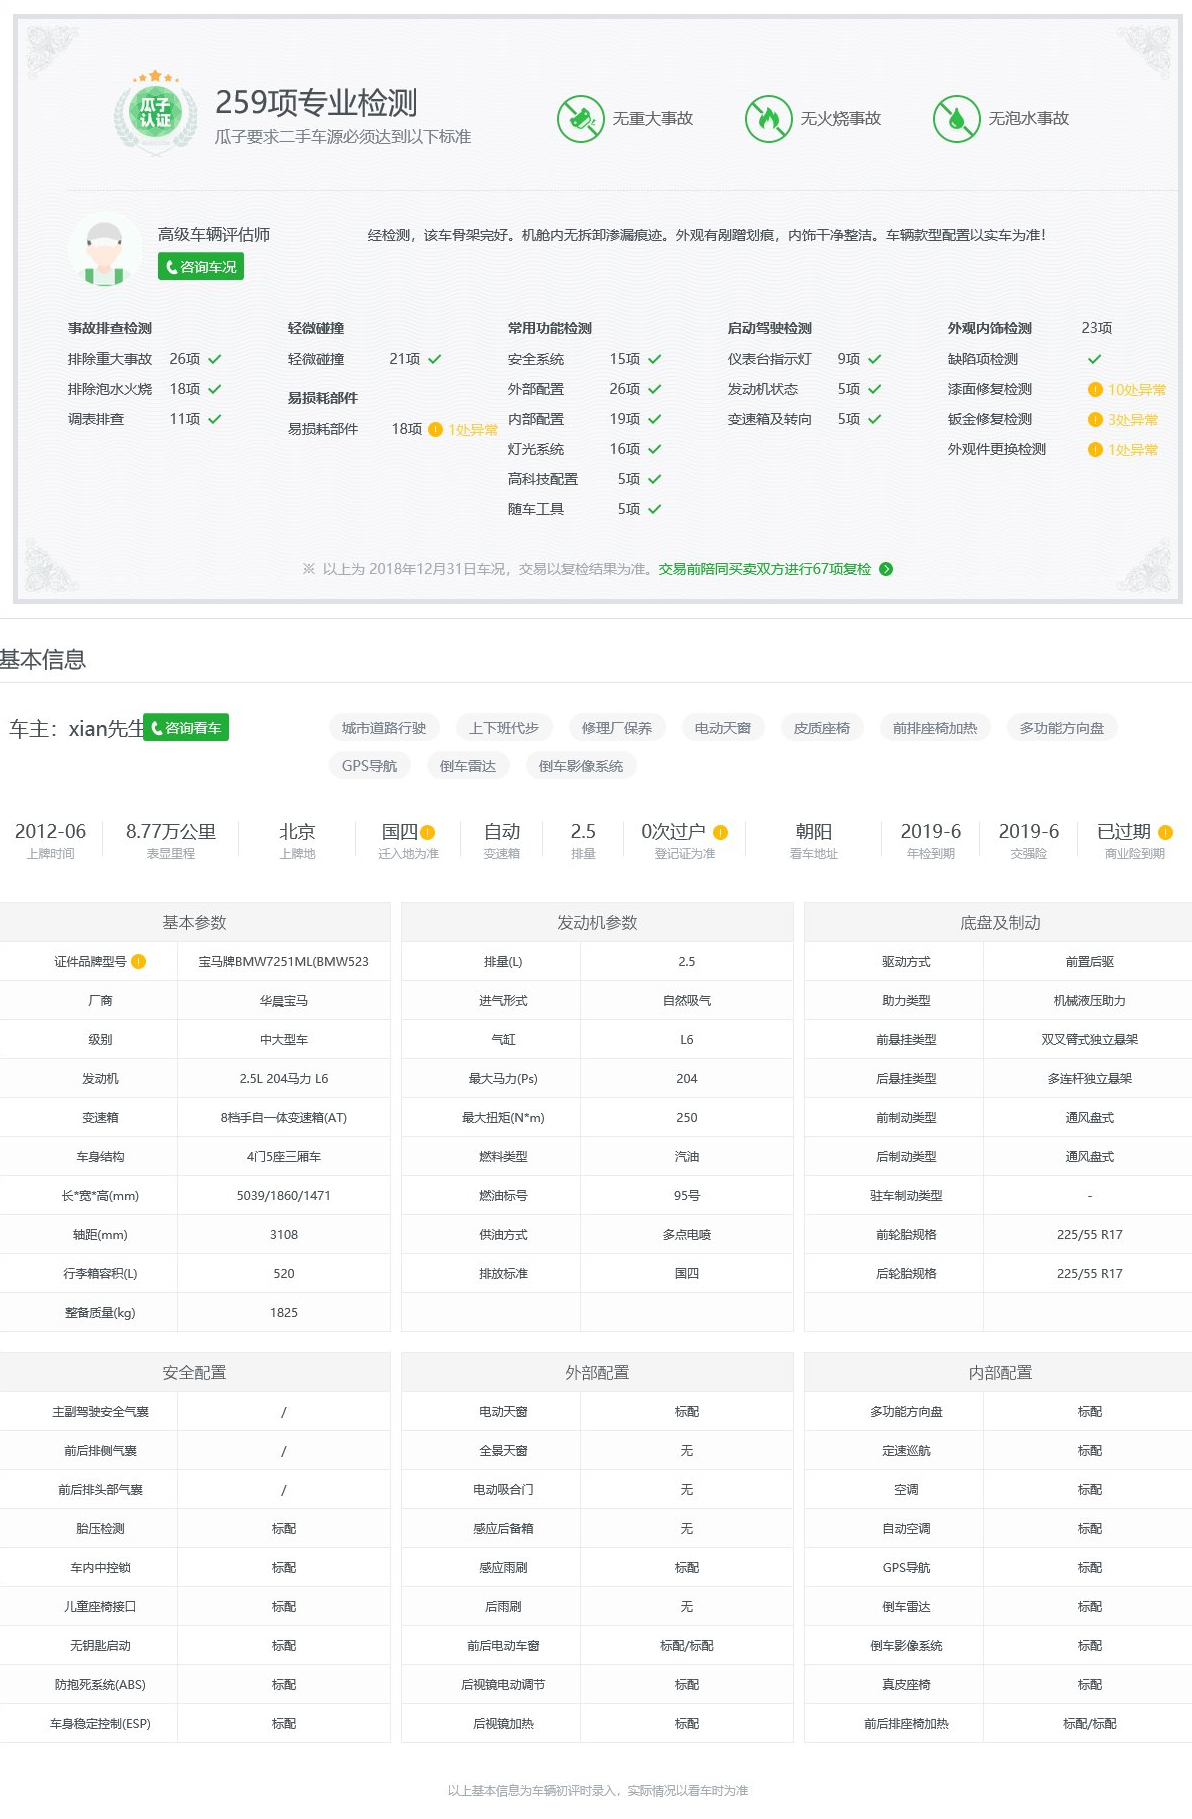 瓜子
认证
259项专业检测
瓜子要求二手车源必须达到以下标准
无重大事故
无火烧事故
无泡水事故
高级车辆评估师
咨询车况
经检测，该车骨架完好。机舱内无拆卸渗漏痕迹。外观有剐蹭划痕，内饰干净整洁。车辆款型配置以实车为准！
事故排查检测
排除重大事故 26项
排除泡水火烧 18项
调表排查 11项
轻微碰撞
轻微碰撞 21项
易损耗部件
易损耗部件 18项 1处异常
常用功能检测
安全系统 15项
外部配置 26项
内部配置 19项
灯光系统 16项
高科技配置 5项
随车工具 5项
启动驾驶检测
仪表台指示灯 9项
发动机状态 5项
变速箱及转向 5项
外观内饰检测 23项
缺陷项检测
漆面修复检测 10处异常
钣金修复检测 3处异常
外观件更换检测 1处异常
※ 以上为 2018年12月31日车况，交易以复检结果为准。交易前陪同买卖双方进行67项复检
基本信息
车主：xian先生 咨询看车
城市道路行驶 上下班代步 修理厂保养 电动天窗 皮质座椅 前排座椅加热 多功能方向盘
GPS导航 倒车雷达 倒车影像系统
2012-06 8.77万公里 北京 国四 自动 2.5 0次过户 朝阳 2019-6 2019-6 已过期
上牌时间 表显里程 上牌地 迁入地为准 变速箱 排量 登记证为准 看车地址 年检到期 交强险 商业险到期
基本参数
证件品牌型号 宝马牌BMW7251ML(BMW523
厂商 华晨宝马
级别 中大型车
发动机 2.5L 204马力 L6
变速箱 8档手自一体变速箱(AT)
车身结构 4门5座三厢车
长*宽*高(mm) 5039/1860/1471
轴距(mm) 3108
行李箱容积(L) 520
整备质量(kg) 1825
发动机参数
排量(L) 2.5
进气形式 自然吸气
气缸 L6
最大马力(Ps) 204
最大扭矩(N*m) 250
燃料类型 汽油
燃油标号 95号
供油方式 多点电喷
排放标准 国四
底盘及制动
驱动方式 前置后驱
助力类型 机械液压助力
前悬挂类型 双叉臂式独立悬架
后悬挂类型 多连杆独立悬架
前制动类型 通风盘式
后制动类型 通风盘式
驻车制动类型 -
前轮胎规格 225/55 R17
后轮胎规格 225/55 R17
安全配置
主副驾驶安全气囊 /
前后排侧气囊 /
前后排头部气囊 /
胎压检测 标配
车内中控锁 标配
儿童座椅接口 标配
无钥匙启动 标配
防抱死系统(ABS) 标配
车身稳定控制(ESP) 标配
外部配置
电动天窗 标配
全景天窗 无
电动吸合门 无
感应后备箱 无
感应雨刷 标配
后雨刷 无
前后电动车窗 标配/标配
后视镜电动调节 标配
后视镜加热 标配
内部配置
多功能方向盘 标配
定速巡航 标配
空调 标配
自动空调 标配
GPS导航 标配
倒车雷达 标配
倒车影像系统 标配
真皮座椅 标配
前后排座椅加热 标配/标配
以上基本信息为车辆初评时录入，实际情况以看车时为准